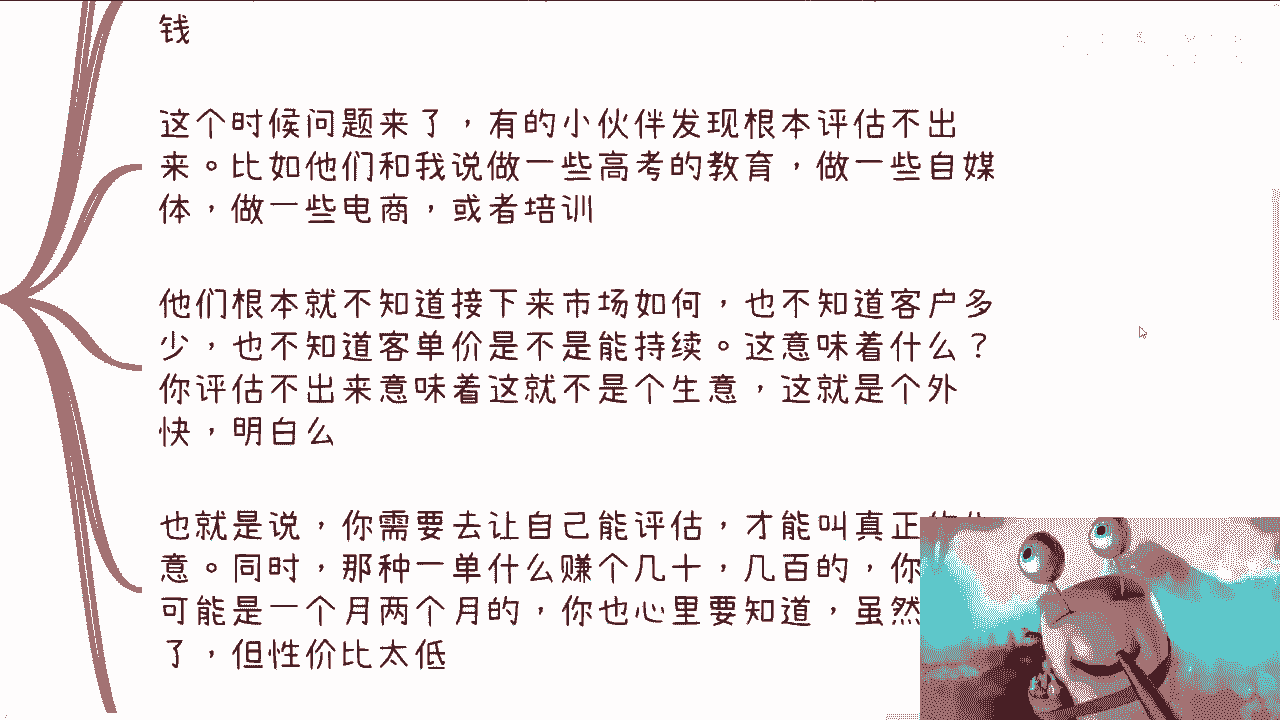 钱
这个时候问题来了，有的小伙伴发现根本评估不出
来。比如他们和我说做一些高考的教育，做一些自媒
体，做一些电商，或者培训
他们根本就不知道接下来市场如何，也不知道客户多
少，也不知道客单价是不是能持续。这意味着什么？
你评估不出来意味着这就不是个生意，这就是个外
快，明白么
也就是说，你需要去让自己能评估，才能叫真正
意。同时，那种一单什么赚个几十，几百的，你
可能是一个月两个月的，你也心里要知道，虽然
了，但性价比太低